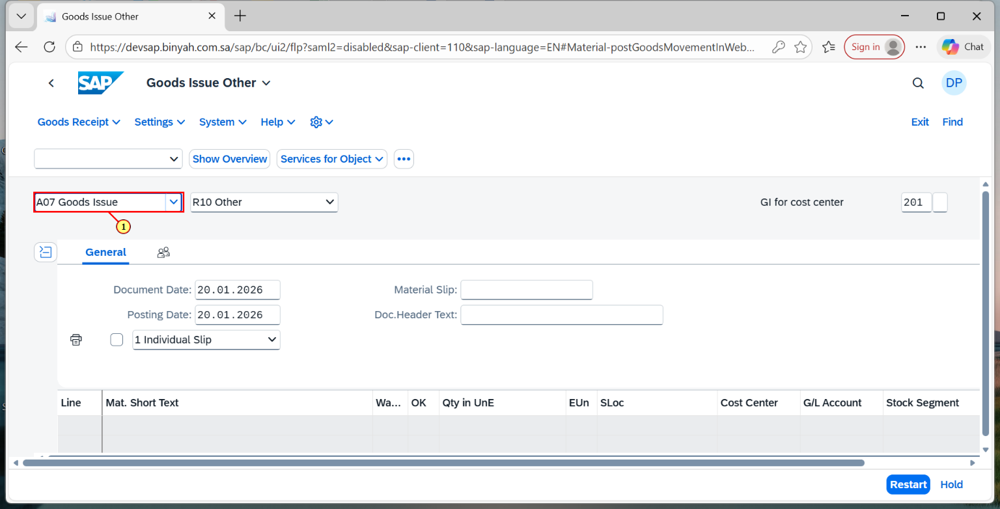 Goods Issue Other
https://devsap.binyah.com.sa/sap/bc/ui2/flp?saml2=disabled&sap-client=110&sap-language=EN#Material-postGoodsMovementInWeb...
Sign in
Chat
SAP
Goods Issue Other
DP
Goods Receipt
Settings
System
Help
Exit
Find
Show Overview
Services for Object
A07 Goods Issue
R10 Other
GI for cost center
201
1
General
Document Date: 20.01.2026
Material Slip:
Posting Date: 20.01.2026
Doc.Header Text:
1 Individual Slip
Line Mat. Short Text Wa... OK Qty in UnE EUn SLoc Cost Center G/L Account Stock Segment
Restart
Hold